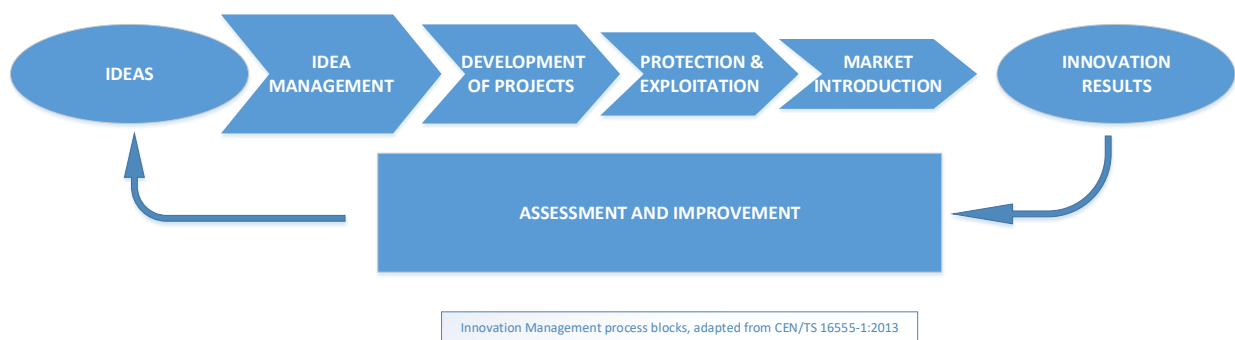 IDEAS
IDEA
MANAGEMENT
DEVELOPMENT
OF PROJECTS
PROTECTION &
EXPLOITATION
MARKET
INTRODUCTION
INNOVATION
RESULTS
ASSESSMENT AND IMPROVEMENT
Innovation Management process blocks, adapted from CEN/TS 16555-1:2013